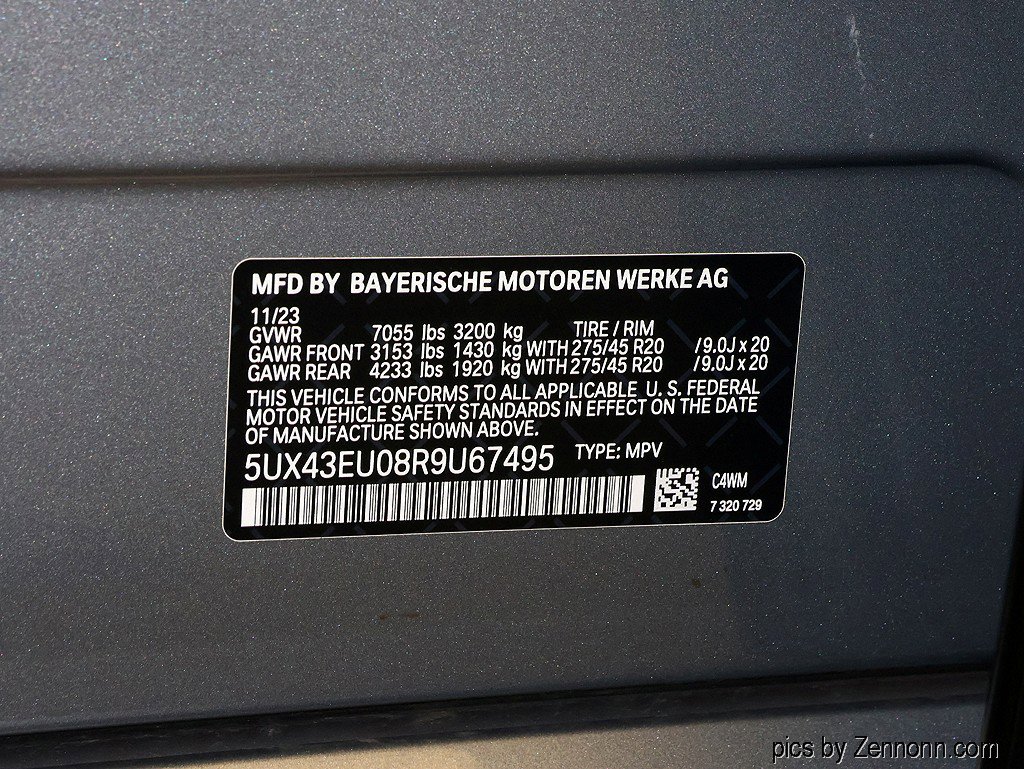 MFD BY BAYERISCHE MOTOREN WERKE AG
11/23
GVWR 7055 lbs 3200 kg TIRE / RIM
GAWR FRONT 3153 lbs 1430 kg WITH 275/45 R20 /9.0J x 20
GAWR REAR 4233 lbs 1920 kg WITH 275/45 R20 /9.0J x 20
THIS VEHICLE CONFORMS TO ALL APPLICABLE U. S. FEDERAL
MOTOR VEHICLE SAFETY STANDARDS IN EFFECT ON THE DATE
OF MANUFACTURE SHOWN ABOVE.
5UX43EU08R9U67495 TYPE: MPV
C4WM
7 320 729
pics by Zennonn.com